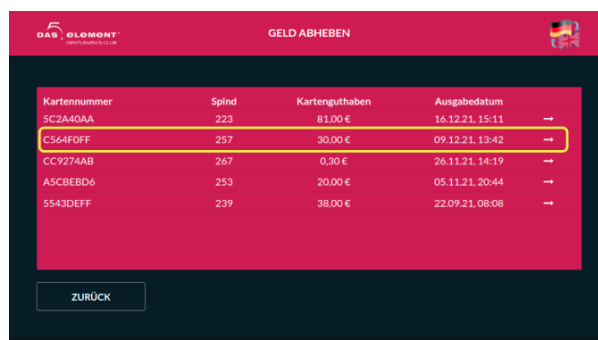 5
DAS ELEMENT
GENTLEMEN'S CLUB
GELD ABHEBEN
Kartennummer Spind Kartenguthaben Ausgabedatum
5C2A40AA 223 81,00 € 16.12.21, 15:11 →
C564F0FF 257 30,00 € 09.12.21, 13:42 →
CC9274AB 267 0,30 € 26.11.21, 14:19 →
A5CBEBD6 253 20,00 € 05.11.21, 20:44 →
5543DEFF 239 38,00 € 22.09.21, 08:08 →
ZURÜCK